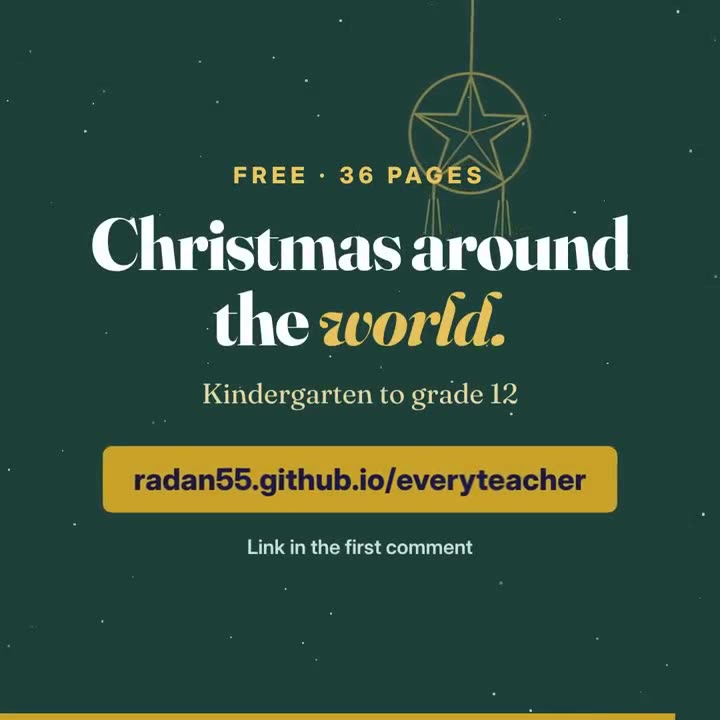 FREE · 36 PAGES
Christmas around
the world.
Kindergarten to grade 12
radan55.github.io/everyteacher
Link in the first comment